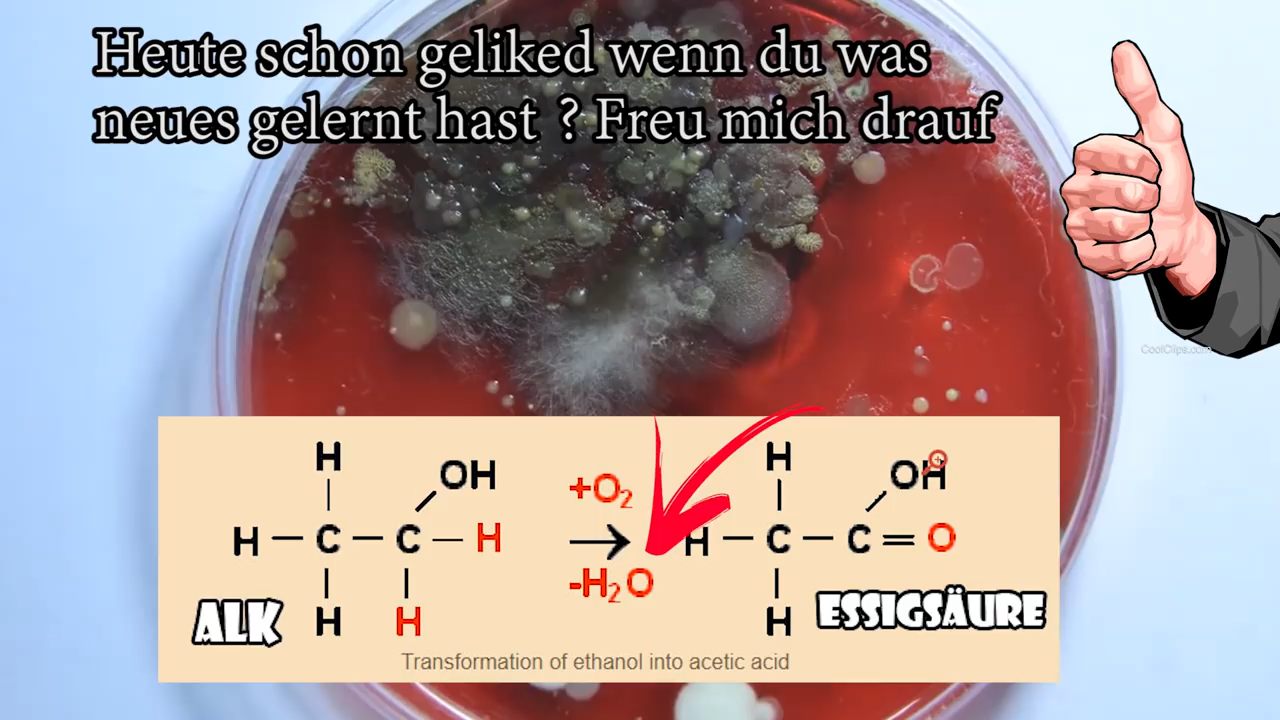 Heute schon geliked wenn du was
neues gelernt hast ? Freu mich drauf
CoolClips.com
H H
OH OH
+O₂
H C C H H C C O
-H₂O
ALK H H H ESSIGSÄURE
Transformation of ethanol into acetic acid